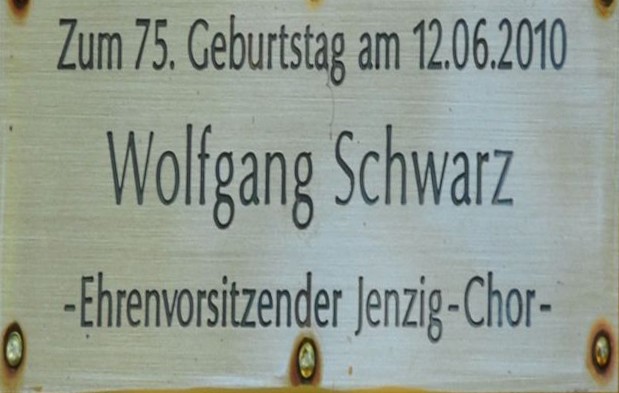 Zum 75. Geburtstag am 12.06.2010
Wolfgang Schwarz
-Ehrenvorsitzender Jenzig-Chor-